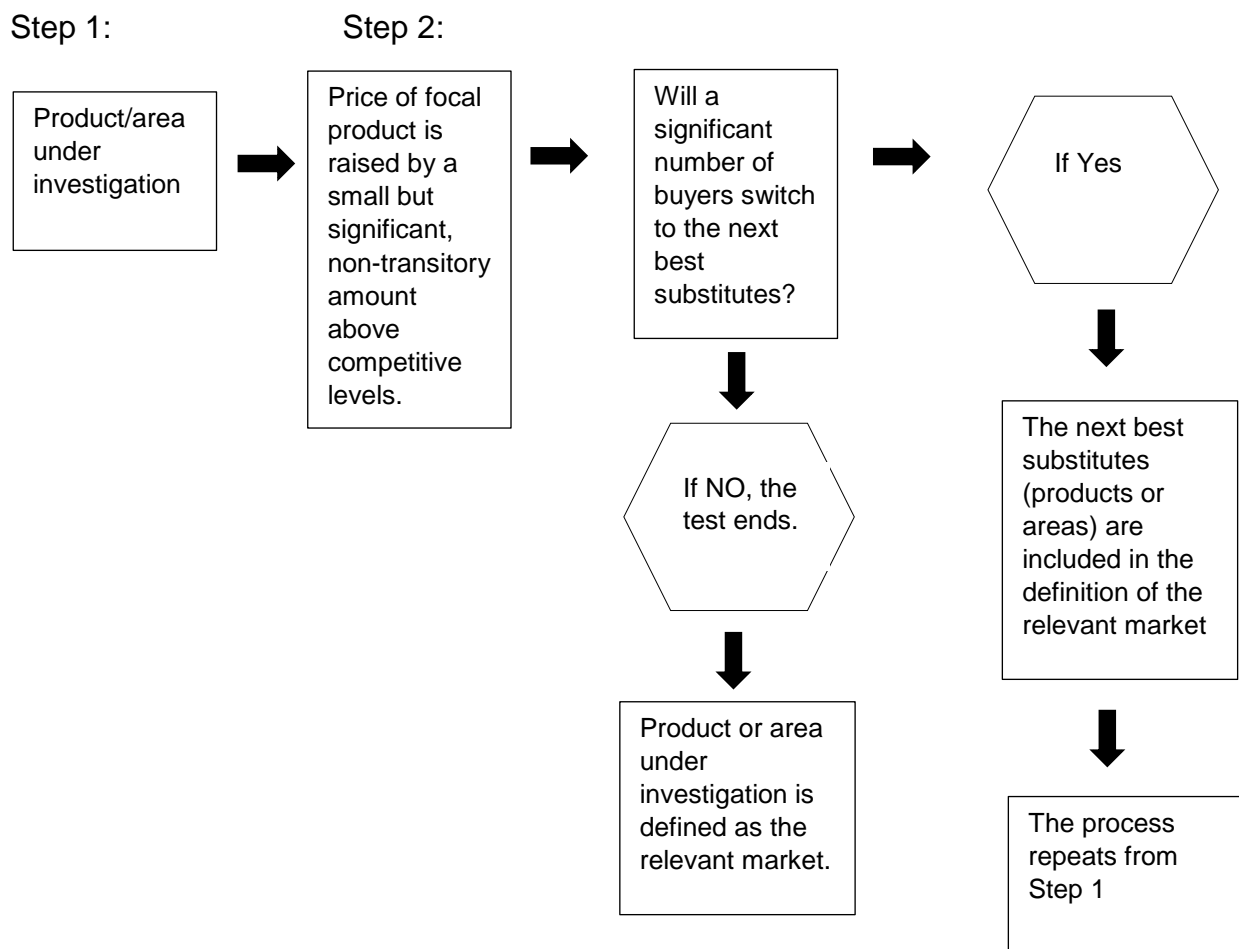 Step 1:
Step 2:
Product/area
under
investigation
Price of focal
product is
raised by a
small but
significant,
non-transitory
amount
above
competitive
levels.
Will a
significant
number of
buyers switch
to the next
best
substitutes?
If Yes
If NO, the
test ends.
The next best
substitutes
(products or
areas) are
included in the
definition of the
relevant market
Product or area
under
investigation is
defined as the
relevant market.
The process
repeats from
Step 1